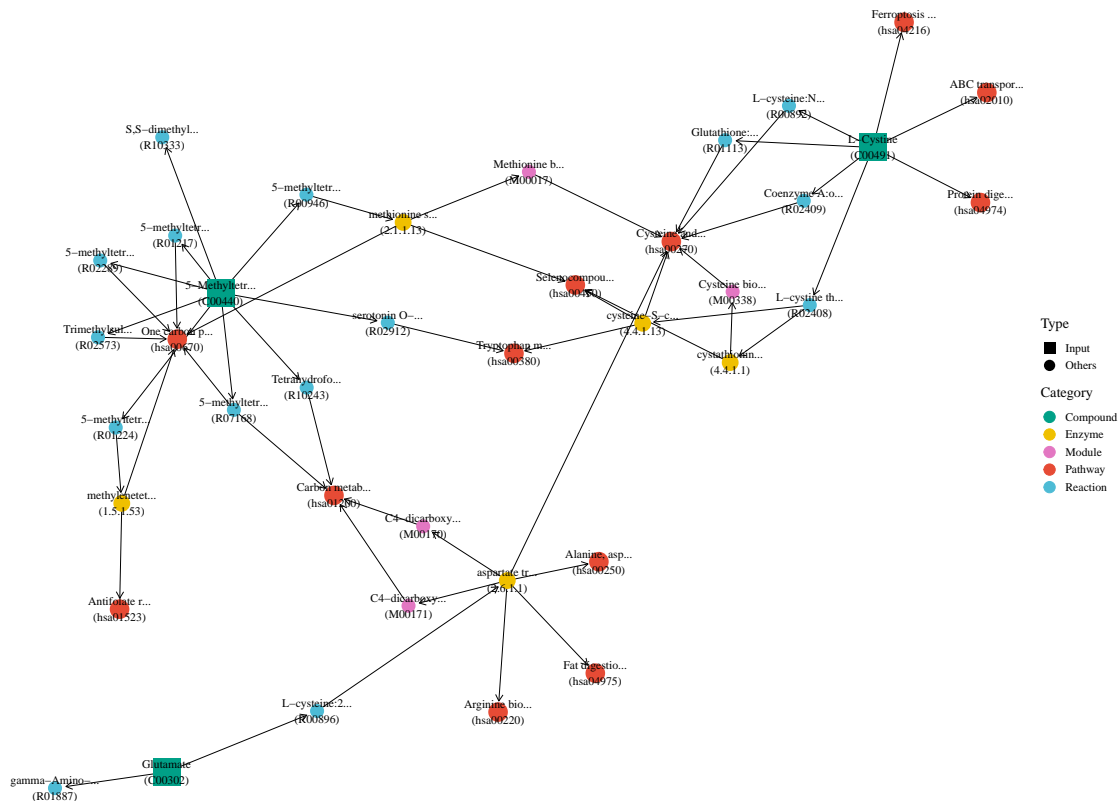 Ferroptosis ...
(hsa04216)
ABC transpor...
(hsa02010)
L−cysteine:N...
(R00892)
S,S−dimethyl...
(R10333)
Glutathione:...
(R01113)
L−Cystine
(C00491)
Methionine b...
(M00017)
5−methyltetr...
(R00946)
Coenzyme A:o...
(R02409)
Protein dige...
(hsa04974)
methionine s...
(2.1.1.13)
5−methyltetr...
(R01217)
Cysteine and...
(hsa00270)
5−methyltetr...
(R02289)
Selenocompou...
(hsa00450)
5−Methyltetr...
(C00440)
Cysteine bio...
(M00338)
L−cystine th...
(R02408)
serotonin O−...
(R02912)
cysteine−S−c...
(4.4.1.13)
Trimethylsul...
(R02573)
One carbon p...
(hsa00670)
Tryptophan m...
(hsa00380)
cystathionin...
(4.4.1.1)
Tetrahydrofo...
(R10243)
5−methyltetr...
(R07168)
5−methyltetr...
(R01224)
methylenetet...
(1.5.1.53)
Carbon metab...
(hsa01200)
C4−dicarboxy...
(M00170)
Alanine, asp...
(hsa00250)
aspartate tr...
(2.6.1.1)
C4−dicarboxy...
(M00171)
Antifolate r...
(hsa01523)
Fat digestio...
(hsa04975)
L−cysteine:2...
(R00896)
Arginine bio...
(hsa00220)
Glutamate
(C00302)
gamma−Amino−...
(R01887)
Type
Input
Others
Category
Compound
Enzyme
Module
Pathway
Reaction